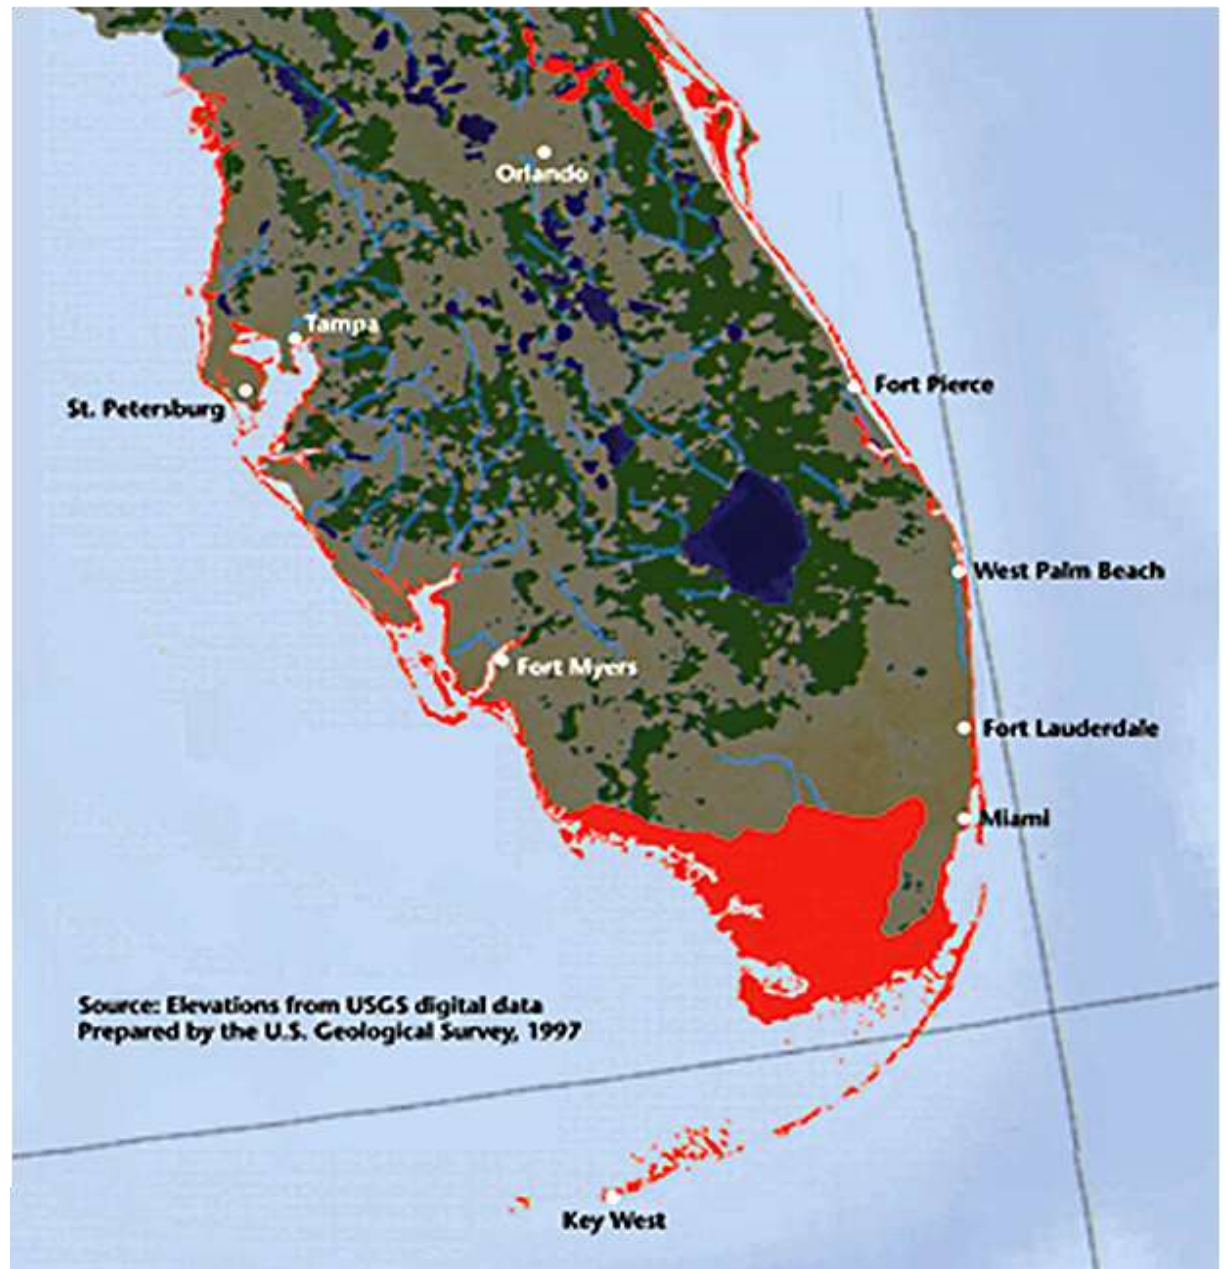 Orlando
Tampa
Fort Pierce
St. Petersburg
West Palm Beach
Fort Myers
Fort Lauderdale
Miami
Source: Elevations from USGS digital data
Prepared by the U.S. Geological Survey, 1997
Key West